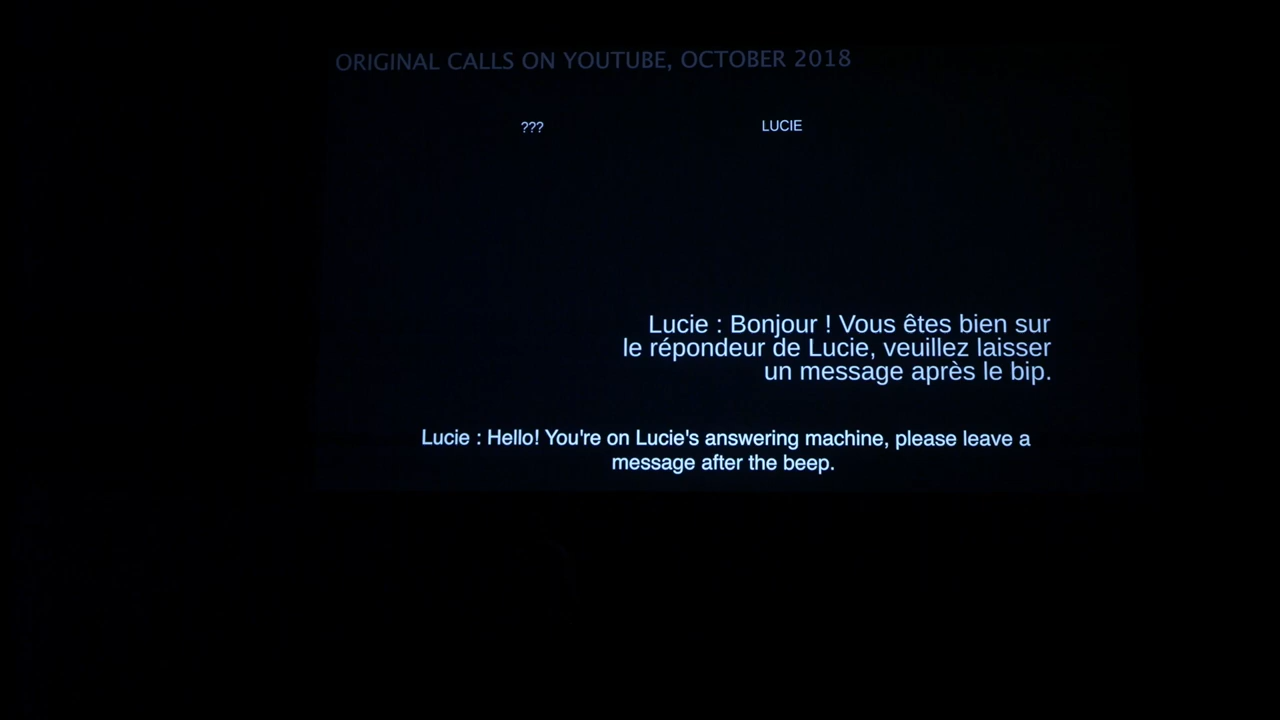 ORIGINAL CALLS ON YOUTUBE, OCTOBER 2018
???
LUCIE
Lucie : Bonjour ! Vous êtes bien sur
le répondeur de Lucie, veuillez laisser
un message après le bip.
Lucie : Hello! You're on Lucie's answering machine, please leave a
message after the beep.